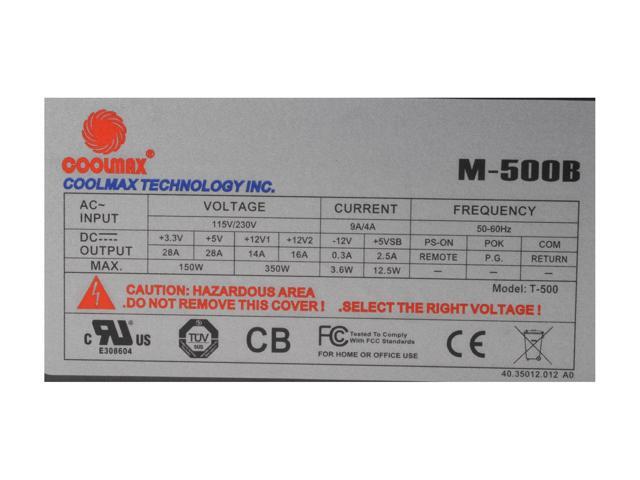 COOLMAX®
COOLMAX TECHNOLOGY INC.
M-500B
AC~ INPUT VOLTAGE CURRENT FREQUENCY
115V/230V 9A/4A 50-60Hz
DC OUTPUT +3.3V +5V +12V1 +12V2 -12V +5VSB PS-ON POK COM
28A 28A 14A 16A 0.3A 2.5A REMOTE P.G. RETURN
MAX. 150W 350W 3.6W 12.5W — — —
CAUTION: HAZARDOUS AREA Model: T-500
.DO NOT REMOVE THIS COVER! .SELECT THE RIGHT VOLTAGE!
C RU US
E308604
TÜV
SUD
CB
FC Tested To Comply
With FCC Standards
FOR HOME OR OFFICE USE
CE
40.35012.012 A0